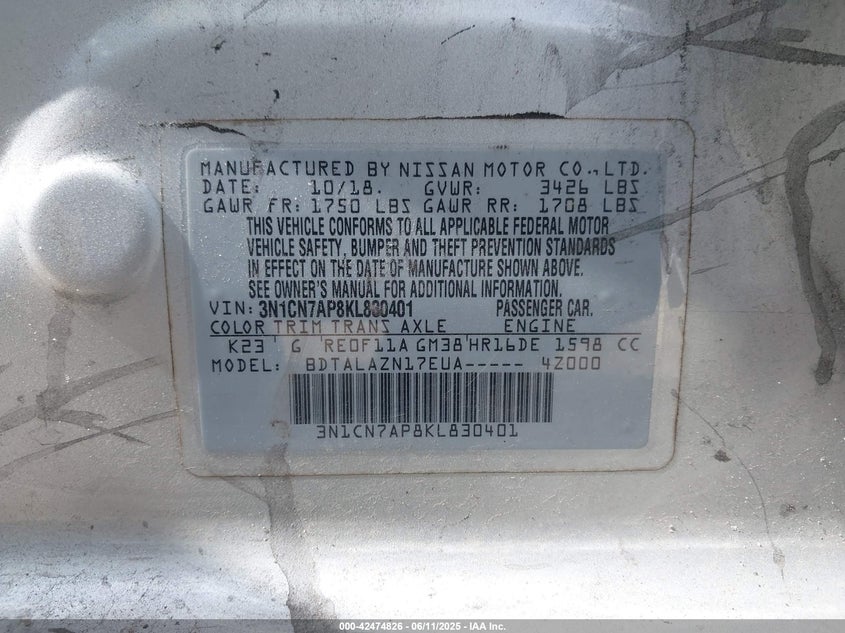 MANUFACTURED BY NISSAN MOTOR CO., LTD.
DATE: 10/18. GVWR: 3426 LBS
GAWR FR: 1750 LBS GAWR RR: 1708 LBS
THIS VEHICLE CONFORMS TO ALL APPLICABLE FEDERAL MOTOR
VEHICLE SAFETY, BUMPER AND THEFT PREVENTION STANDARDS
IN EFFECT ON THE DATE OF MANUFACTURE SHOWN ABOVE.
SEE OWNER'S MANUAL FOR ADDITIONAL INFORMATION.
VIN: 3N1CN7AP8KL830401 PASSENGER CAR.
COLOR TRIM TRANS AXLE ENGINE
K23 G RE0F11A GM38 HR16DE 1598 CC
MODEL: BDTALAZN17EUA----- 4Z000
3N1CN7AP8KL830401
000-42474826 - 06/11/2025 - IAA Inc.